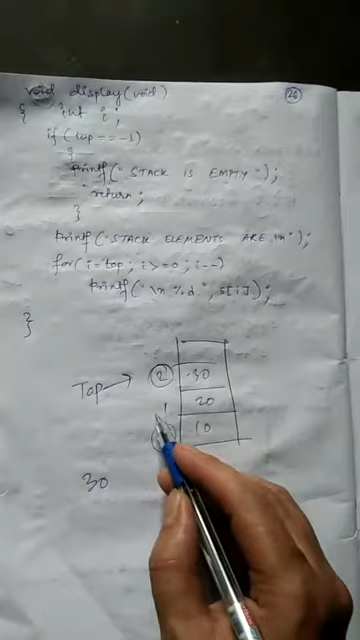 void display(void)
26
{ int i;
if(top==-1)
{
printf("STACK IS EMPTY");
return;
}
printf("STACK ELEMENTS ARE \n");
for(i=top; i>=0; i--)
printf("\n %d", s[i]);
}
Top → 2 30
1 20
10
30